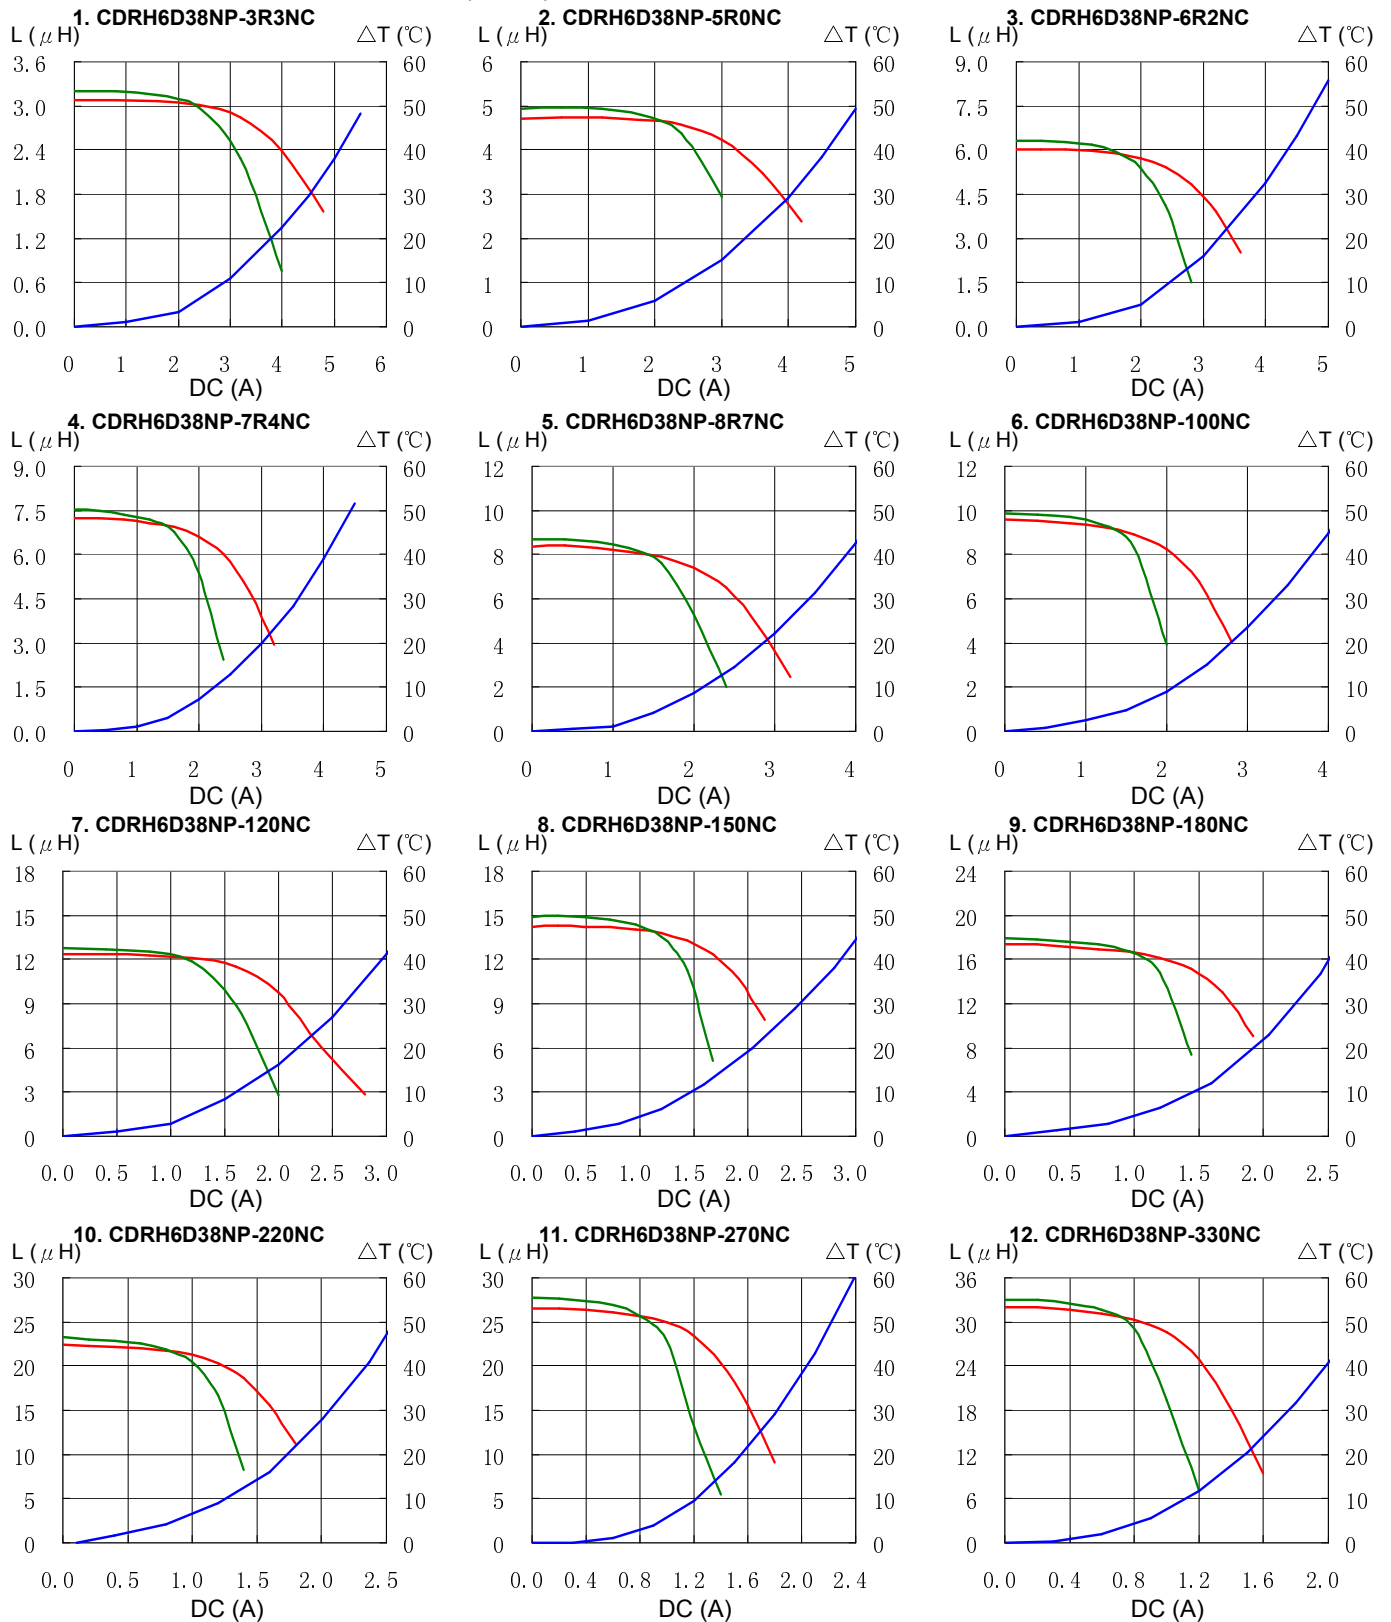 1. CDRH6D38NP-3R3NC
L (μH) △T (℃)
3.6 60
3.0 50
2.4 40
1.8 30
1.2 20
0.6 10
0.0 0
0 1 2 3 4 5 6
DC (A)
2. CDRH6D38NP-5R0NC
L (μH) △T (℃)
6 60
5 50
4 40
3 30
2 20
1 10
0 0
0 1 2 3 4 5
DC (A)
3. CDRH6D38NP-6R2NC
L (μH) △T (℃)
9.0 60
7.5 50
6.0 40
4.5 30
3.0 20
1.5 10
0.0 0
0 1 2 3 4 5
DC (A)
4. CDRH6D38NP-7R4NC
L (μH) △T (℃)
9.0 60
7.5 50
6.0 40
4.5 30
3.0 20
1.5 10
0.0 0
0 1 2 3 4 5
DC (A)
5. CDRH6D38NP-8R7NC
L (μH) △T (℃)
12 60
10 50
8 40
6 30
4 20
2 10
0 0
0 1 2 3 4
DC (A)
6. CDRH6D38NP-100NC
L (μH) △T (℃)
12 60
10 50
8 40
6 30
4 20
2 10
0 0
0 1 2 3 4
DC (A)
7. CDRH6D38NP-120NC
L (μH) △T (℃)
18 60
15 50
12 40
9 30
6 20
3 10
0 0
0.0 0.5 1.0 1.5 2.0 2.5 3.0
DC (A)
8. CDRH6D38NP-150NC
L (μH) △T (℃)
18 60
15 50
12 40
9 30
6 20
3 10
0 0
0.0 0.5 1.0 1.5 2.0 2.5 3.0
DC (A)
9. CDRH6D38NP-180NC
L (μH) △T (℃)
24 60
20 50
16 40
12 30
8 20
4 10
0 0
0.0 0.5 1.0 1.5 2.0 2.5
DC (A)
10. CDRH6D38NP-220NC
L (μH) △T (℃)
30 60
25 50
20 40
15 30
10 20
5 10
0 0
0.0 0.5 1.0 1.5 2.0 2.5
DC (A)
11. CDRH6D38NP-270NC
L (μH) △T (℃)
30 60
25 50
20 40
15 30
10 20
5 10
0 0
0.0 0.4 0.8 1.2 1.6 2.0 2.4
DC (A)
12. CDRH6D38NP-330NC
L (μH) △T (℃)
36 60
30 50
24 40
18 30
12 20
6 10
0 0
0.0 0.4 0.8 1.2 1.6 2.0
DC (A)